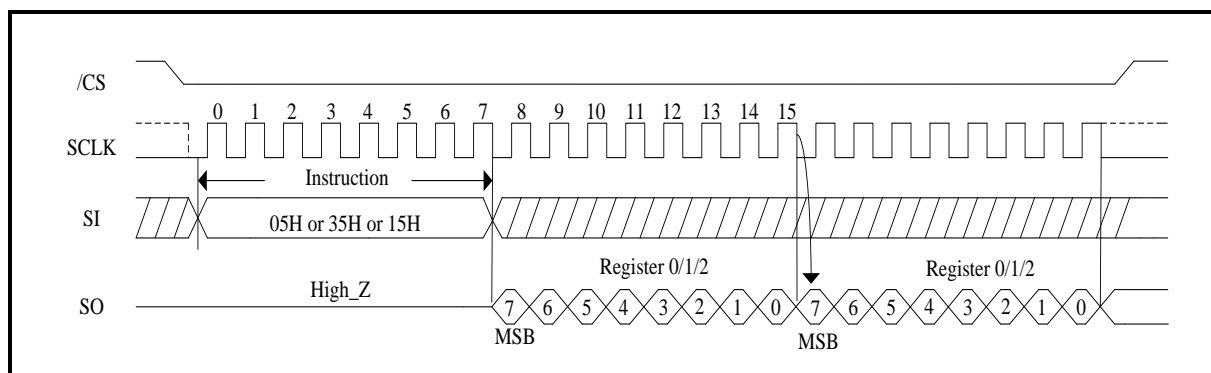 /CS
0 1 2 3 4 5 6 7 8 9 10 11 12 13 14 15
SCLK
Instruction
SI
05H or 35H or 15H
Register 0/1/2 Register 0/1/2
High_Z
SO
7 6 5 4 3 2 1 0 7 6 5 4 3 2 1 0
MSB MSB